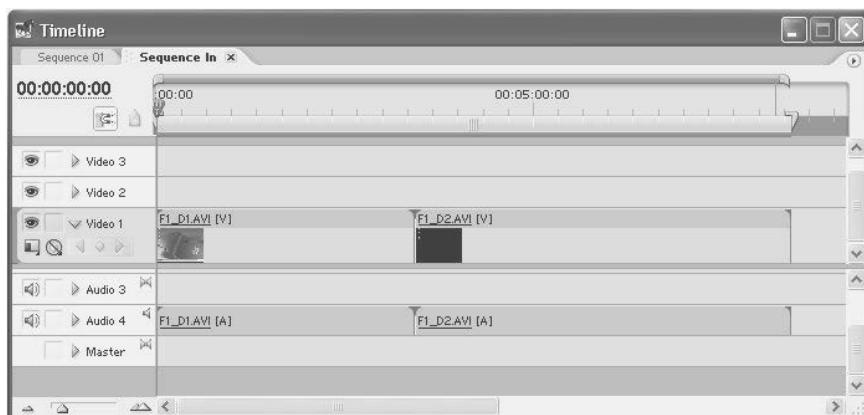 Timeline
Sequence 01 Sequence In x
00:00:00:00 :00:00 00:05:00:00
Video 3
Video 2
Video 1 F1_D1.AVI [V] F1_D2.AVI [V]
Audio 3
Audio 4 F1_D1.AVI [A] F1_D2.AVI [A]
Master